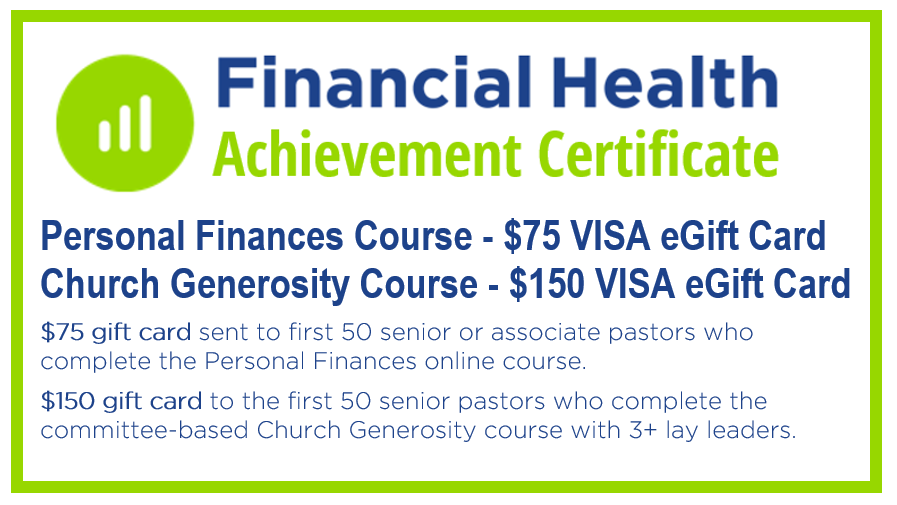 Financial Health
Achievement Certificate
Personal Finances Course - $75 VISA eGift Card
Church Generosity Course - $150 VISA eGift Card
$75 gift card sent to first 50 senior or associate pastors who
complete the Personal Finances online course.
$150 gift card to the first 50 senior pastors who complete the
committee-based Church Generosity course with 3+ lay leaders.